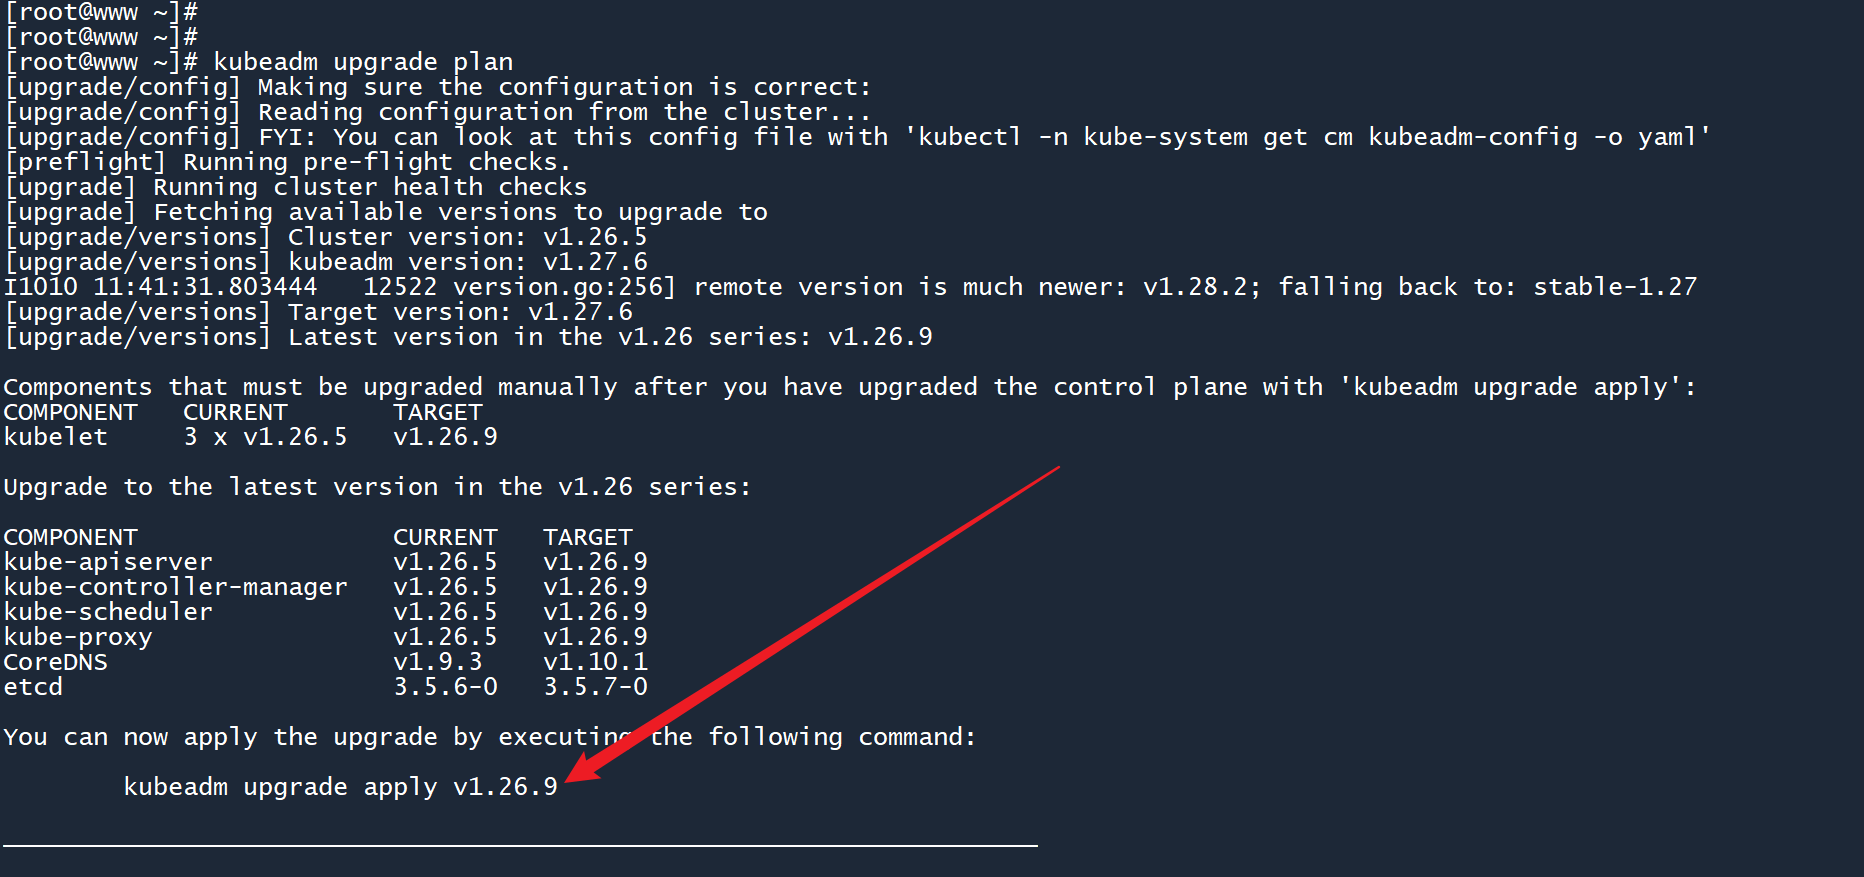 [root@www ~]#
[root@www ~]#
[root@www ~]# kubeadm upgrade plan
[upgrade/config] Making sure the configuration is correct:
[upgrade/config] Reading configuration from the cluster...
[upgrade/config] FYI: You can look at this config file with 'kubectl -n kube-system get cm kubeadm-config -o yaml'
[preflight] Running pre-flight checks.
[upgrade] Running cluster health checks
[upgrade] Fetching available versions to upgrade to
[upgrade/versions] Cluster version: v1.26.5
[upgrade/versions] kubeadm version: v1.27.6
I1010 11:41:31.803444   12522 version.go:256] remote version is much newer: v1.28.2; falling back to: stable-1.27
[upgrade/versions] Target version: v1.27.6
[upgrade/versions] Latest version in the v1.26 series: v1.26.9
Components that must be upgraded manually after you have upgraded the control plane with 'kubeadm upgrade apply':
COMPONENT   CURRENT       TARGET
kubelet     3 x v1.26.5   v1.26.9
Upgrade to the latest version in the v1.26 series:
COMPONENT                 CURRENT   TARGET
kube-apiserver            v1.26.5   v1.26.9
kube-controller-manager   v1.26.5   v1.26.9
kube-scheduler            v1.26.5   v1.26.9
kube-proxy                v1.26.5   v1.26.9
CoreDNS                   v1.9.3    v1.10.1
etcd                      3.5.6-0   3.5.7-0
You can now apply the upgrade by executing the following command:
kubeadm upgrade apply v1.26.9